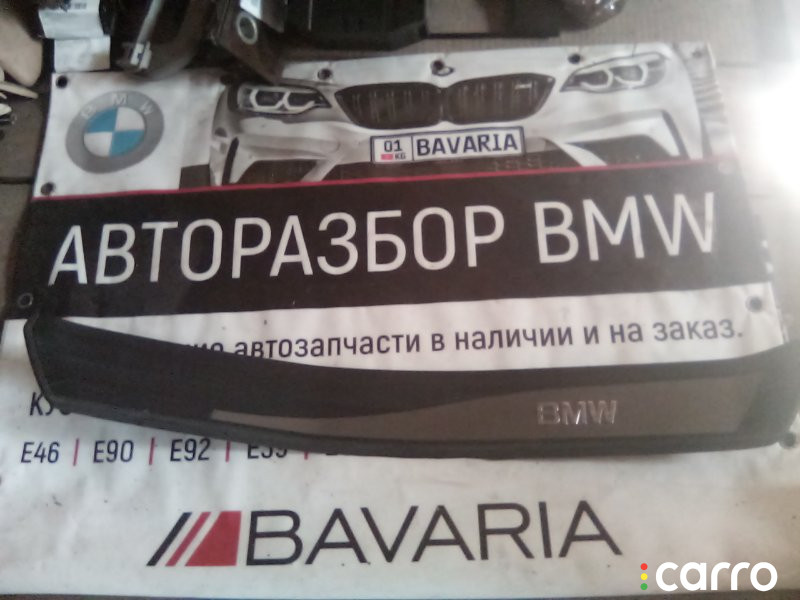 BMW
01 KG BAVARIA
АВТОРАЗБОР BMW
автозапчасти в наличии и на заказ.
BMW
E46 | E90 | E92 |
BAVARIA
carro